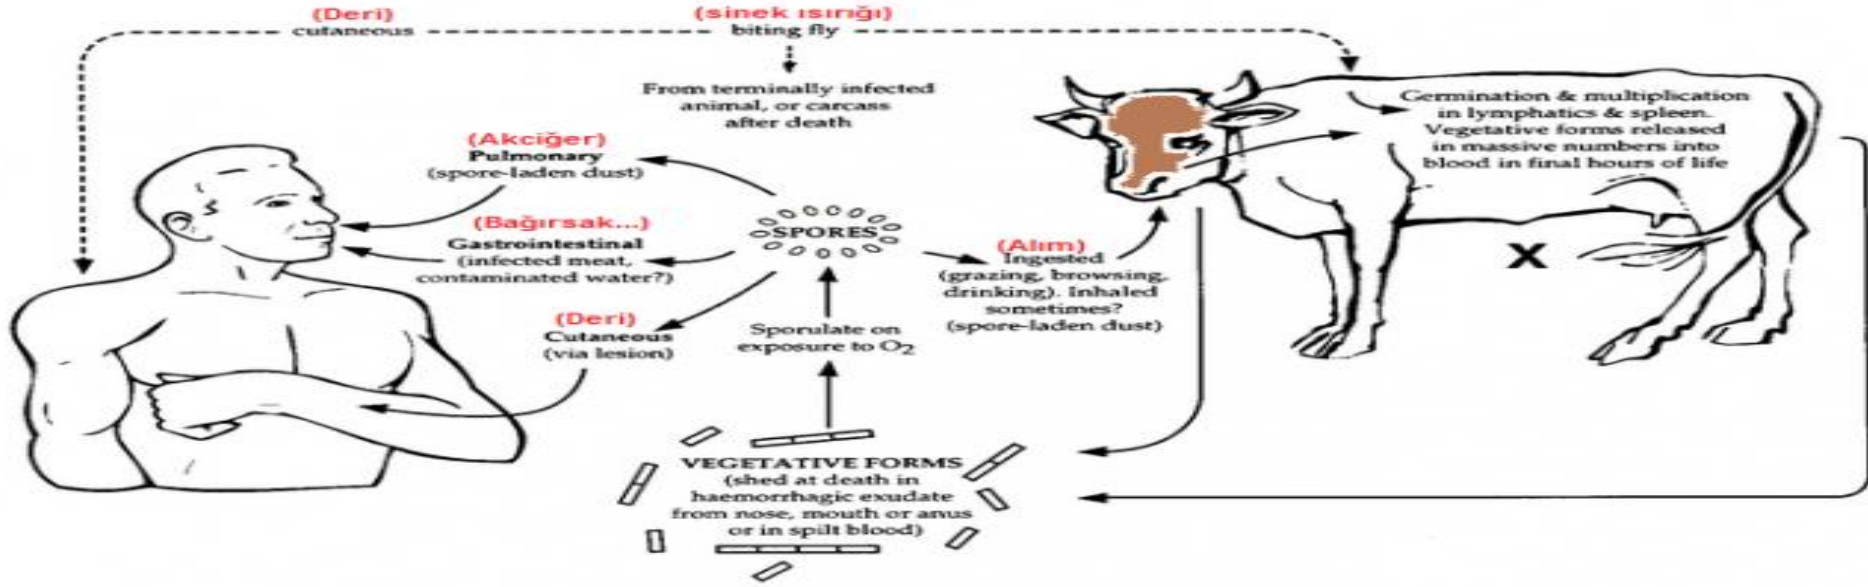 (Deri)
cutaneous
(sinek ısırığı)
biting fly
From terminally infected
animal, or carcass
after death
(Akciğer)
Pulmonary
(spore-laden dust)
(Bağırsak...)
Gastrointestinal
(infected meat,
contaminated water?)
(Deri)
Cutaneous
(via lesion)
SPORES
Sporulate on
exposure to O2
(Alım)
Ingested
(grazing, browsing,
drinking). Inhaled
sometimes?
(spore-laden dust)
Germination & multiplication
in lymphatics & spleen.
Vegetative forms released
in massive numbers into
blood in final hours of life
X
VEGETATIVE FORMS
(shed at death in
haemorrhagic exudate
from nose, mouth or anus
or in spilt blood)